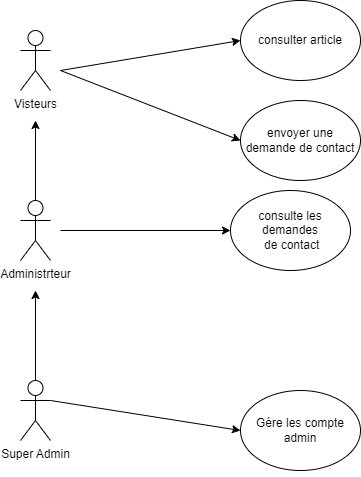 consulter article
Visteurs
envoyer une
demande de contact
consulte les
demandes
de contact
Administrteur
Gére les compte
admin
Super Admin